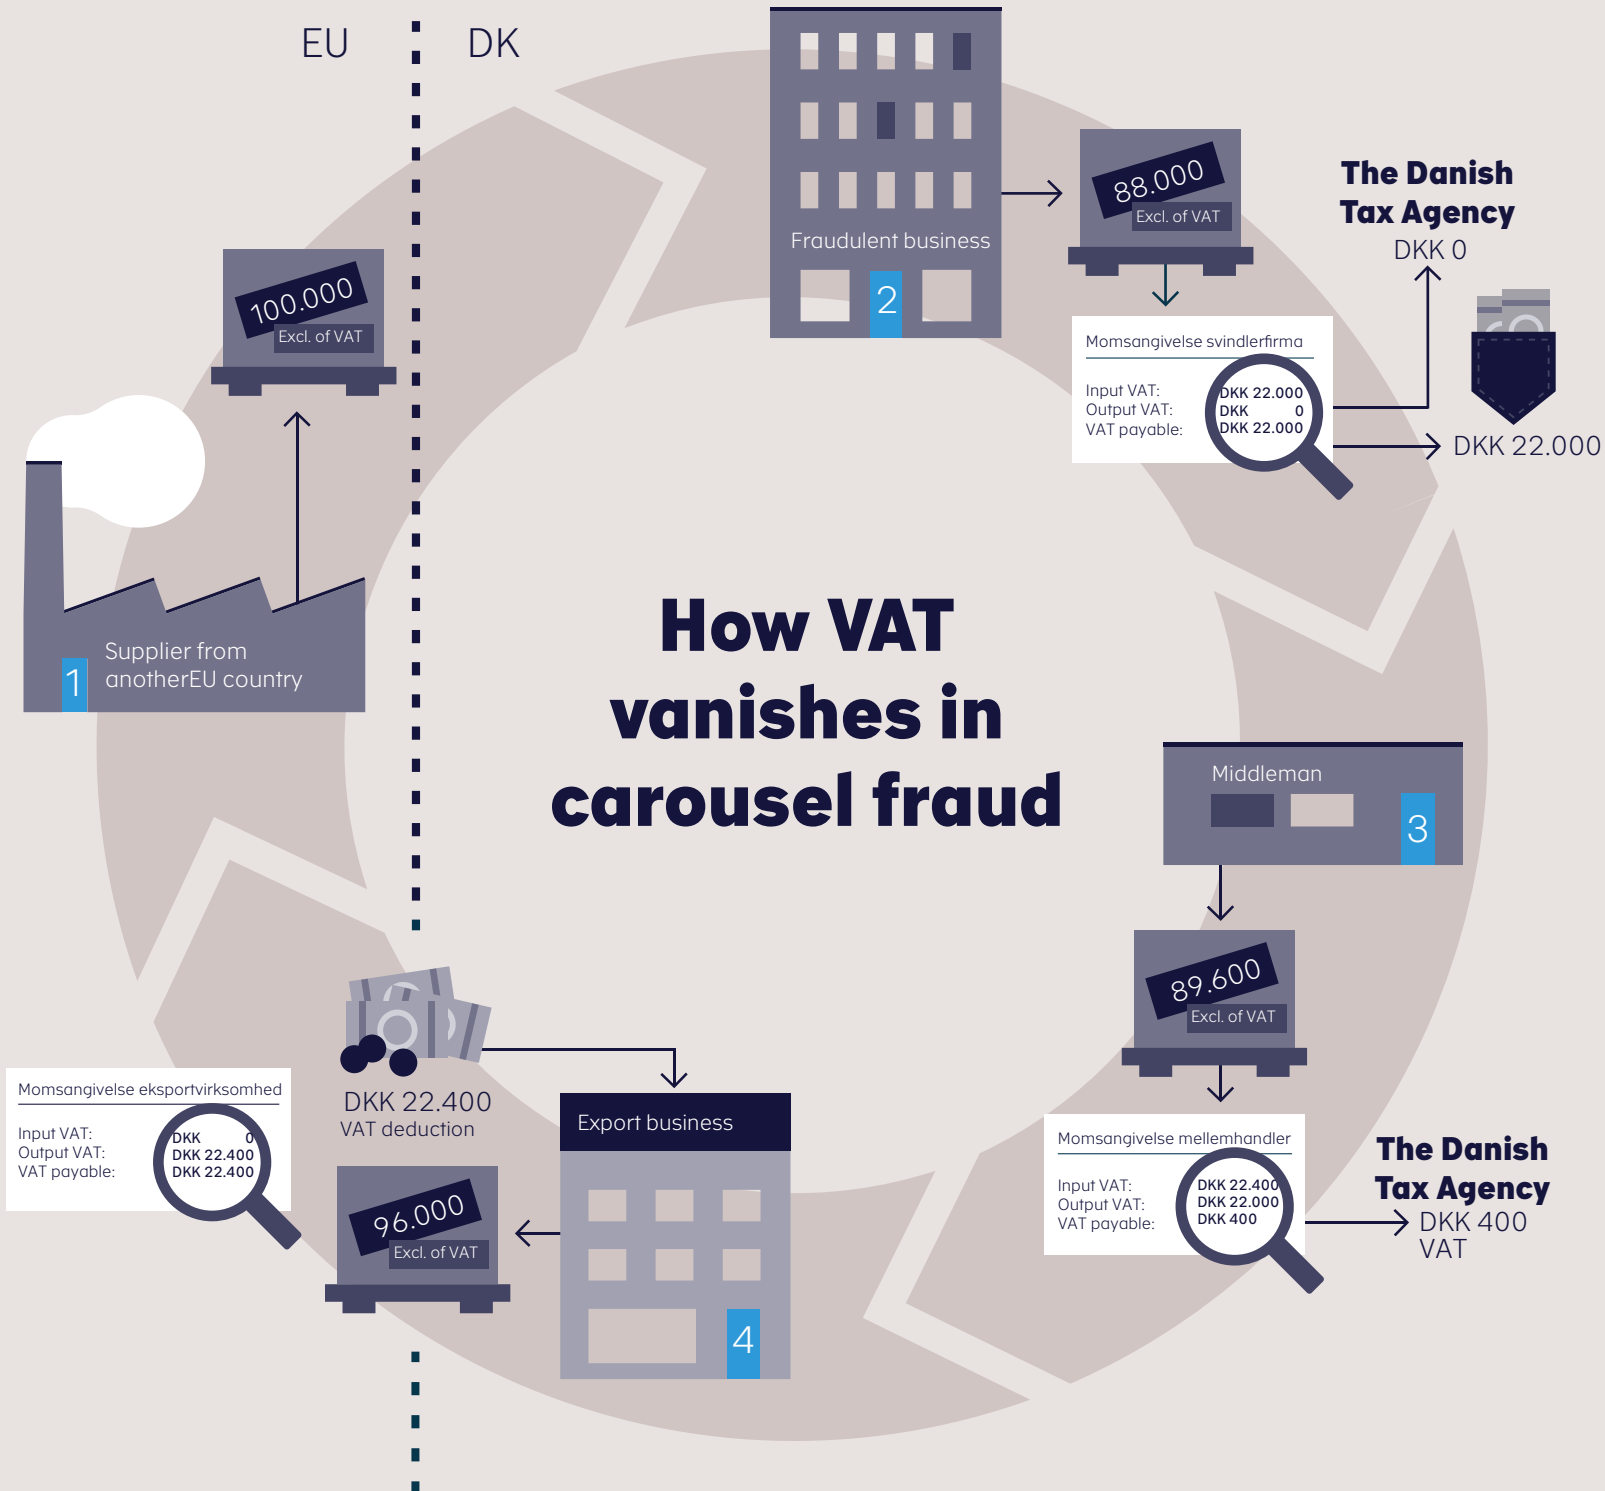 EU
DK
100.000
Excl. of VAT
1
Supplier from
anotherEU country
Fraudulent business
2
88.000
Excl. of VAT
The Danish
Tax Agency
DKK 0
Momsangivelse svindlerfirma
Input VAT: DKK 22.000
Output VAT: DKK 0
VAT payable: DKK 22.000
DKK 22.000
How VAT
vanishes in
carousel fraud
Middleman
3
89.600
Excl. of VAT
Momsangivelse mellemhandler
Input VAT: DKK 22.400
Output VAT: DKK 22.000
VAT payable: DKK 400
The Danish
Tax Agency
DKK 400
VAT
Export business
4
DKK 22.400
VAT deduction
96.000
Excl. of VAT
Momsangivelse eksportvirksomhed
Input VAT: DKK 0
Output VAT: DKK 22.400
VAT payable: DKK 22.400